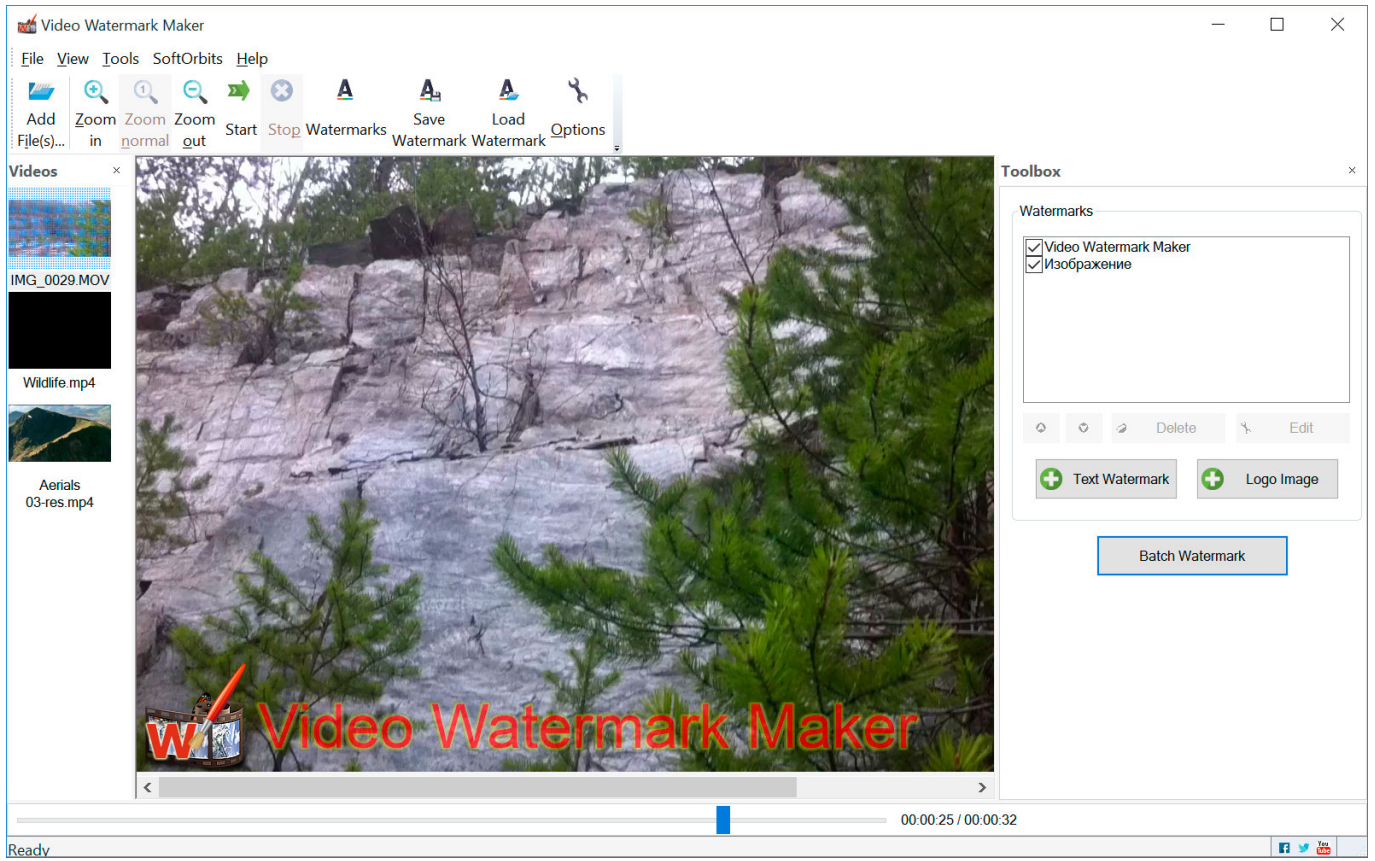 Video Watermark Maker
File View Tools SoftOrbits Help
Add File(s)...
Zoom in
Zoom normal
Zoom out
Start
Stop
Watermarks
Save Watermark
Load Watermark
Options
Videos
IMG_0029.MOV
Wildlife.mp4
Aerials
03-res.mp4
W Video Watermark Maker
Toolbox
Watermarks
Video Watermark Maker
Изображение
Delete
Edit
Text Watermark
Logo Image
Batch Watermark
00:00:25 / 00:00:32
Ready
You
Tube